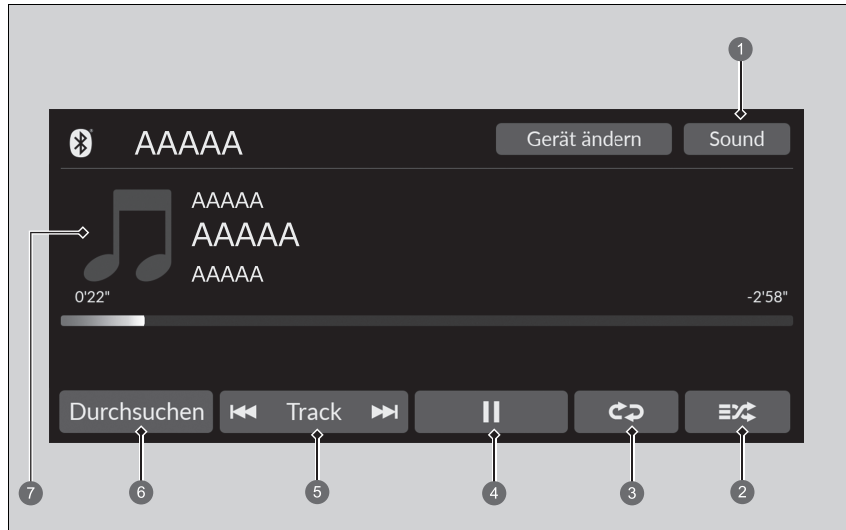 1
AAAAA Gerät ändern Sound
AAAAA
AAAAA
AAAAA
0'22" -2'58"
Durchsuchen Track
7 6 5 4 3 2